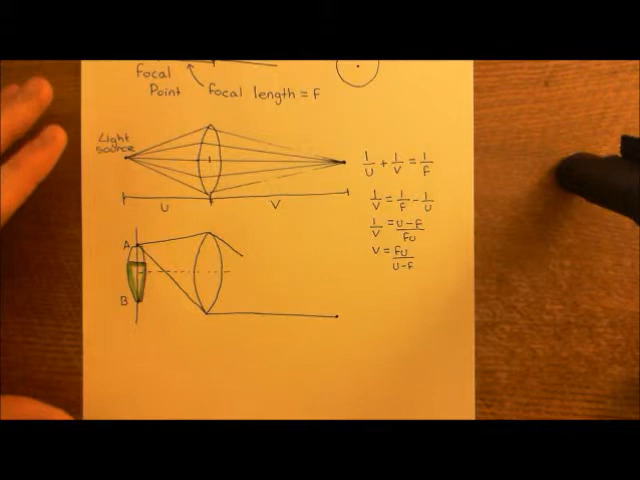 focal
Point
focal length = F
Light
source
U
V
1/U + 1/V = 1/F
1/V = 1/F - 1/U
1/V = U-F/FU
V = FU/U-F
A
B